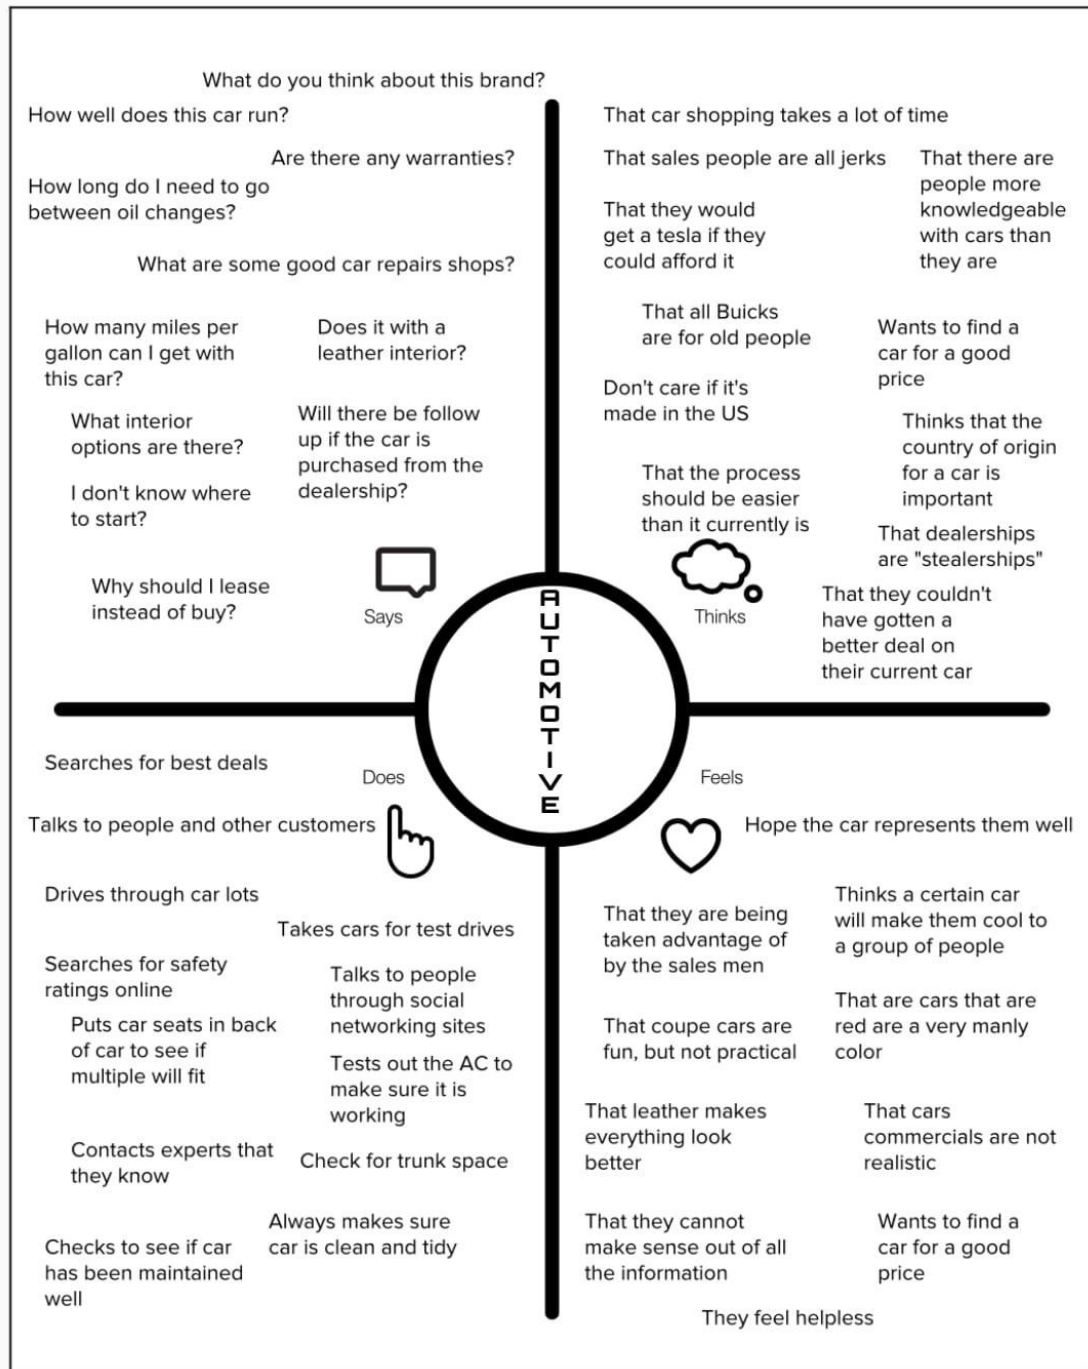 What do you think about this brand?
How well does this car run?
Are there any warranties?
How long do I need to go
between oil changes?
What are some good car repairs shops?
How many miles per
gallon can I get with
this car?
Does it with a
leather interior?
What interior
options are there?
Will there be follow
up if the car is
purchased from the
dealership?
I don't know where
to start?
Why should I lease
instead of buy?
Says
That car shopping takes a lot of time
That sales people are all jerks
That there are
people more
knowledgeable
with cars than
they are
That they would
get a tesla if they
could afford it
That all Buicks
are for old people
Wants to find a
car for a good
price
Don't care if it's
made in the US
Thinks that the
country of origin
for a car is
important
That the process
should be easier
than it currently is
That dealerships
are "stealerships"
Thinks
That they couldn't
have gotten a
better deal on
their current car
AUTOMOTIVE
Searches for best deals
Does
Talks to people and other customers
Drives through car lots
Takes cars for test drives
Searches for safety
ratings online
Talks to people
through social
networking sites
Puts car seats in back
of car to see if
multiple will fit
Tests out the AC to
make sure it is
working
Contacts experts that
they know
Check for trunk space
Always makes sure
car is clean and tidy
Checks to see if car
has been maintained
well
Feels
Hope the car represents them well
That they are being
taken advantage of
by the sales men
Thinks a certain car
will make them cool to
a group of people
That coupe cars are
fun, but not practical
That are cars that are
red are a very manly
color
That leather makes
everything look
better
That cars
commercials are not
realistic
That they cannot
make sense out of all
the information
Wants to find a
car for a good
price
They feel helpless